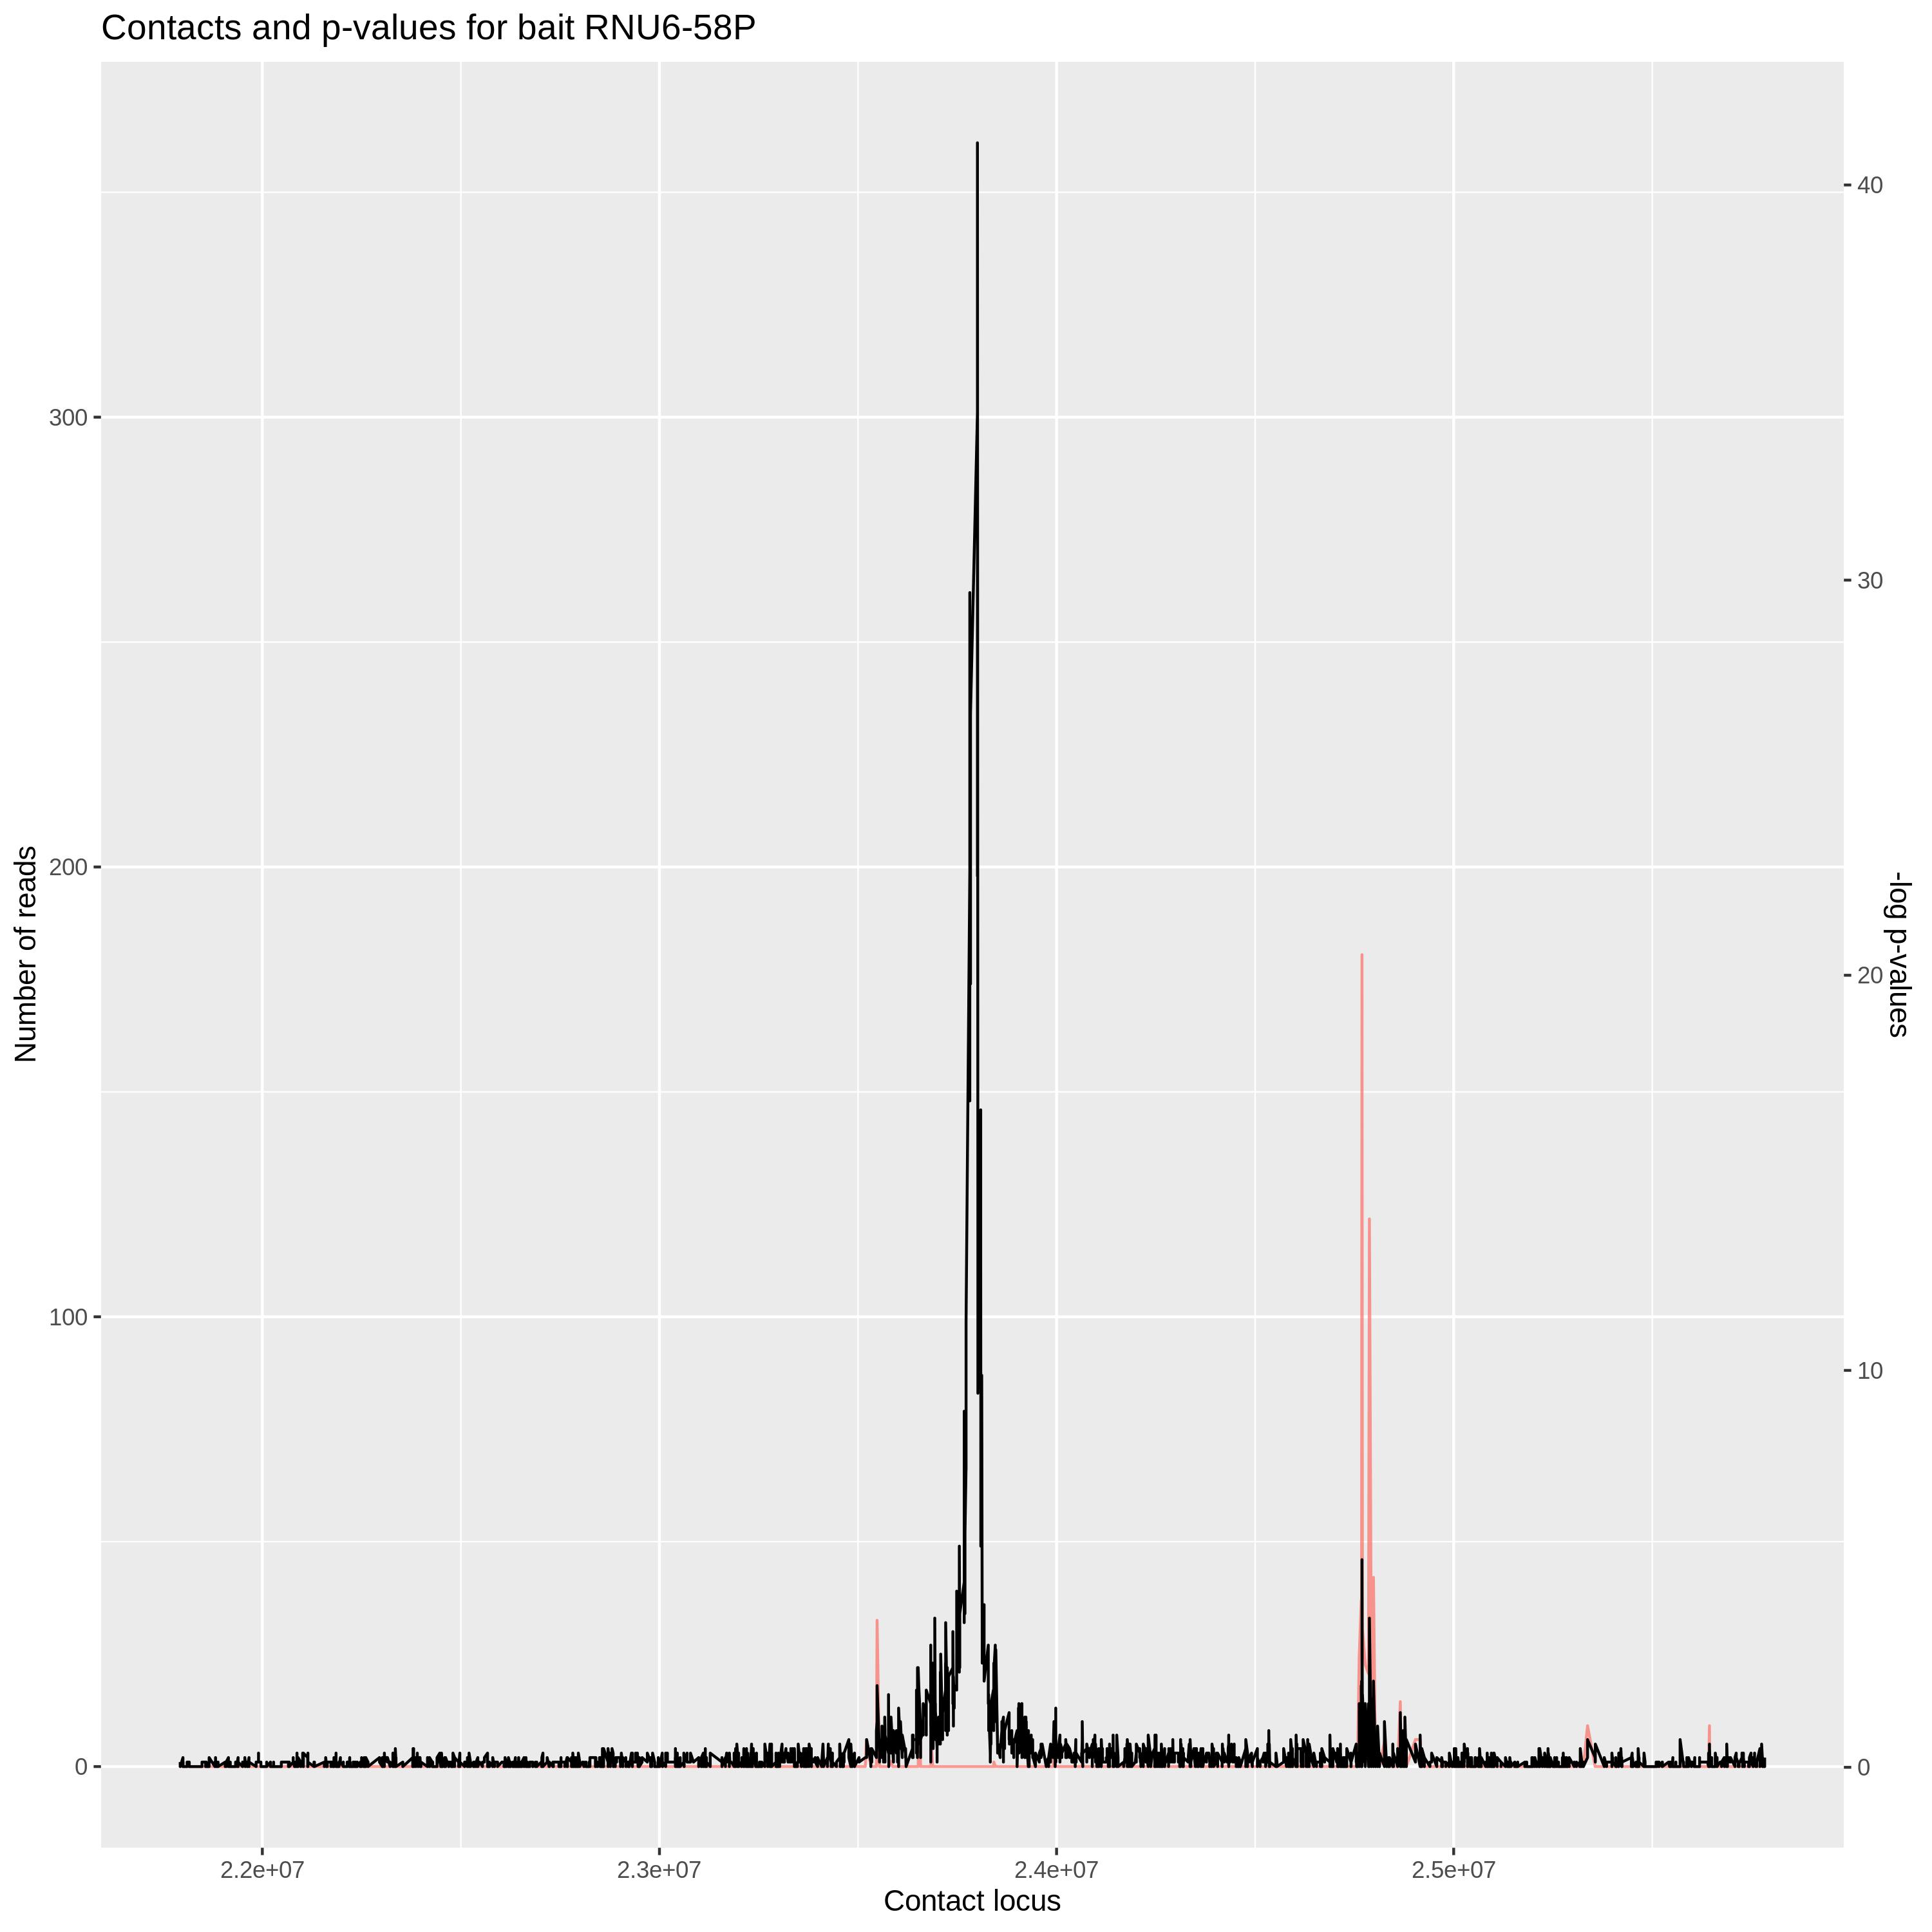 Contacts and p-values for bait RNU6-58P
Number of reads
300
200
100
0
40
30
20
10
0
-log p-values
2.2e+07
2.3e+07
2.4e+07
2.5e+07
Contact locus